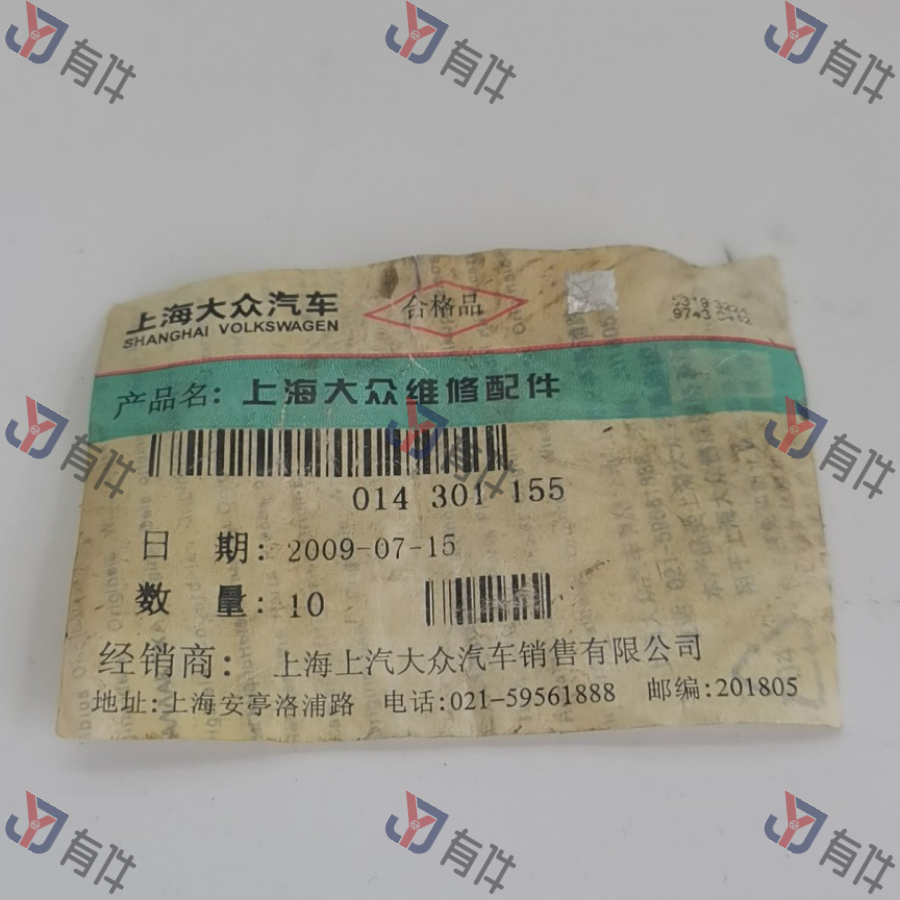 有件 有件 有件
上海大众汽车
SHANGHAI VOLKSWAGEN
合格品
产品名: 上海大众维修配件
014 301 155
日 期: 2009-07-15
数 量: 10
经销商: 上海上汽大众汽车销售有限公司
地址:上海安亭洛浦路 电话:021-59561888 邮编:201805
有件 有件 有件
有件 有件 有件